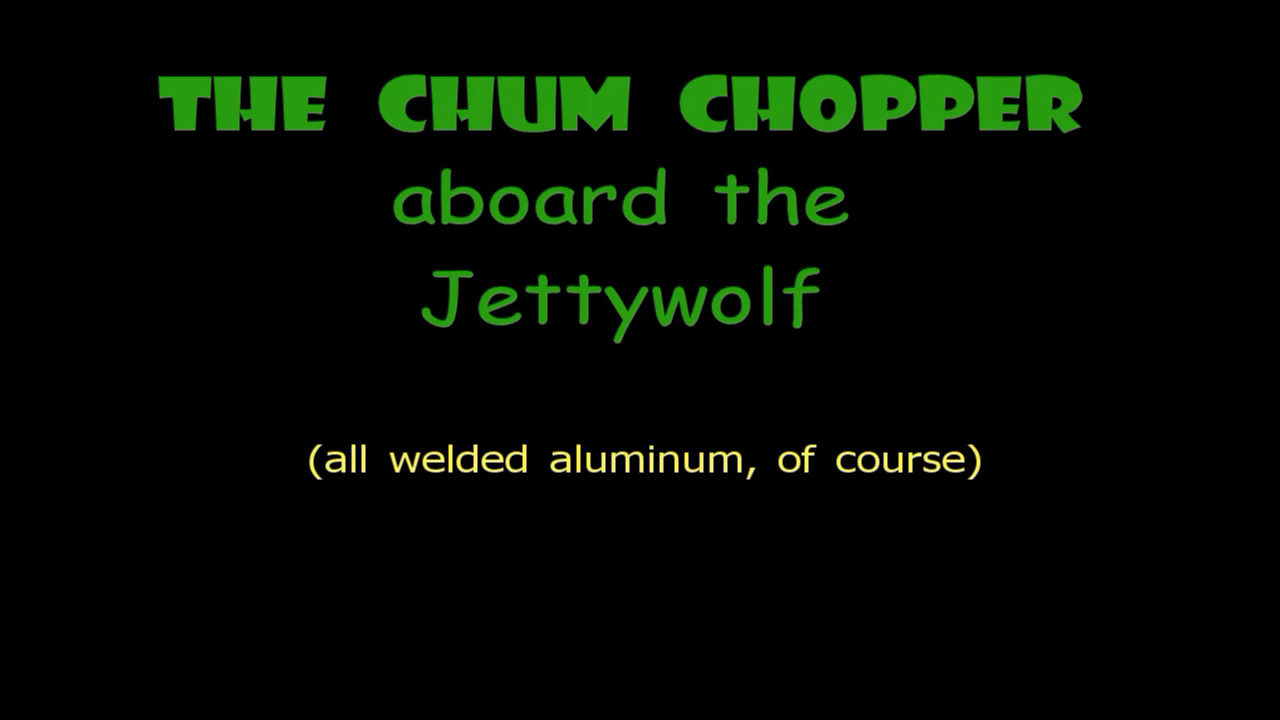 THE CHUM CHOPPER
aboard the
Jettywolf
(all welded aluminum, of course)